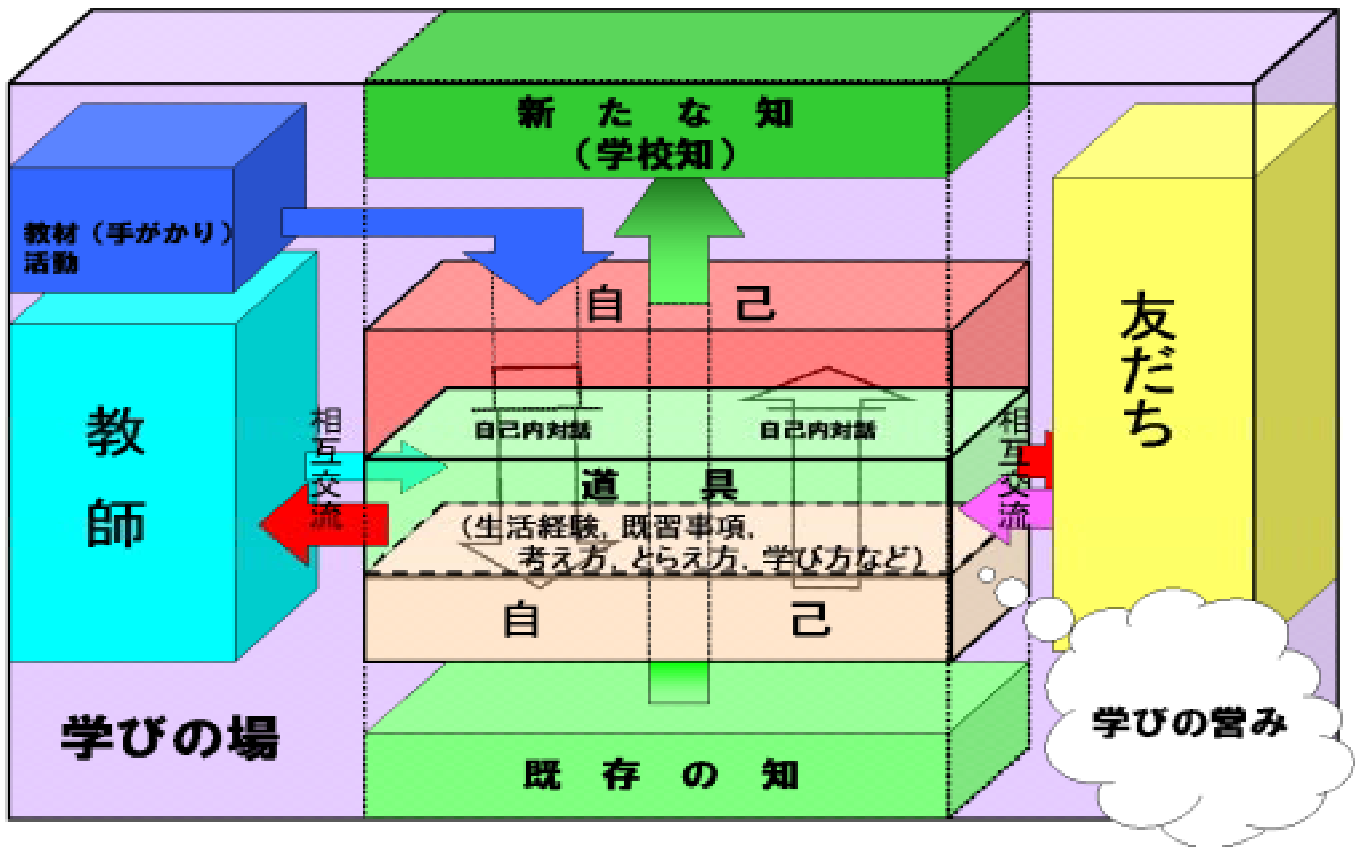 新たな知
（学校知）
教材（手がかり）
活動
自己
友だち
教師
相互交流
自己内対話
自己内対話
相互交流
道具
（生活経験，既習事項，
考え方，とらえ方，学び方など）
自己
学びの場
学びの営み
既存の知